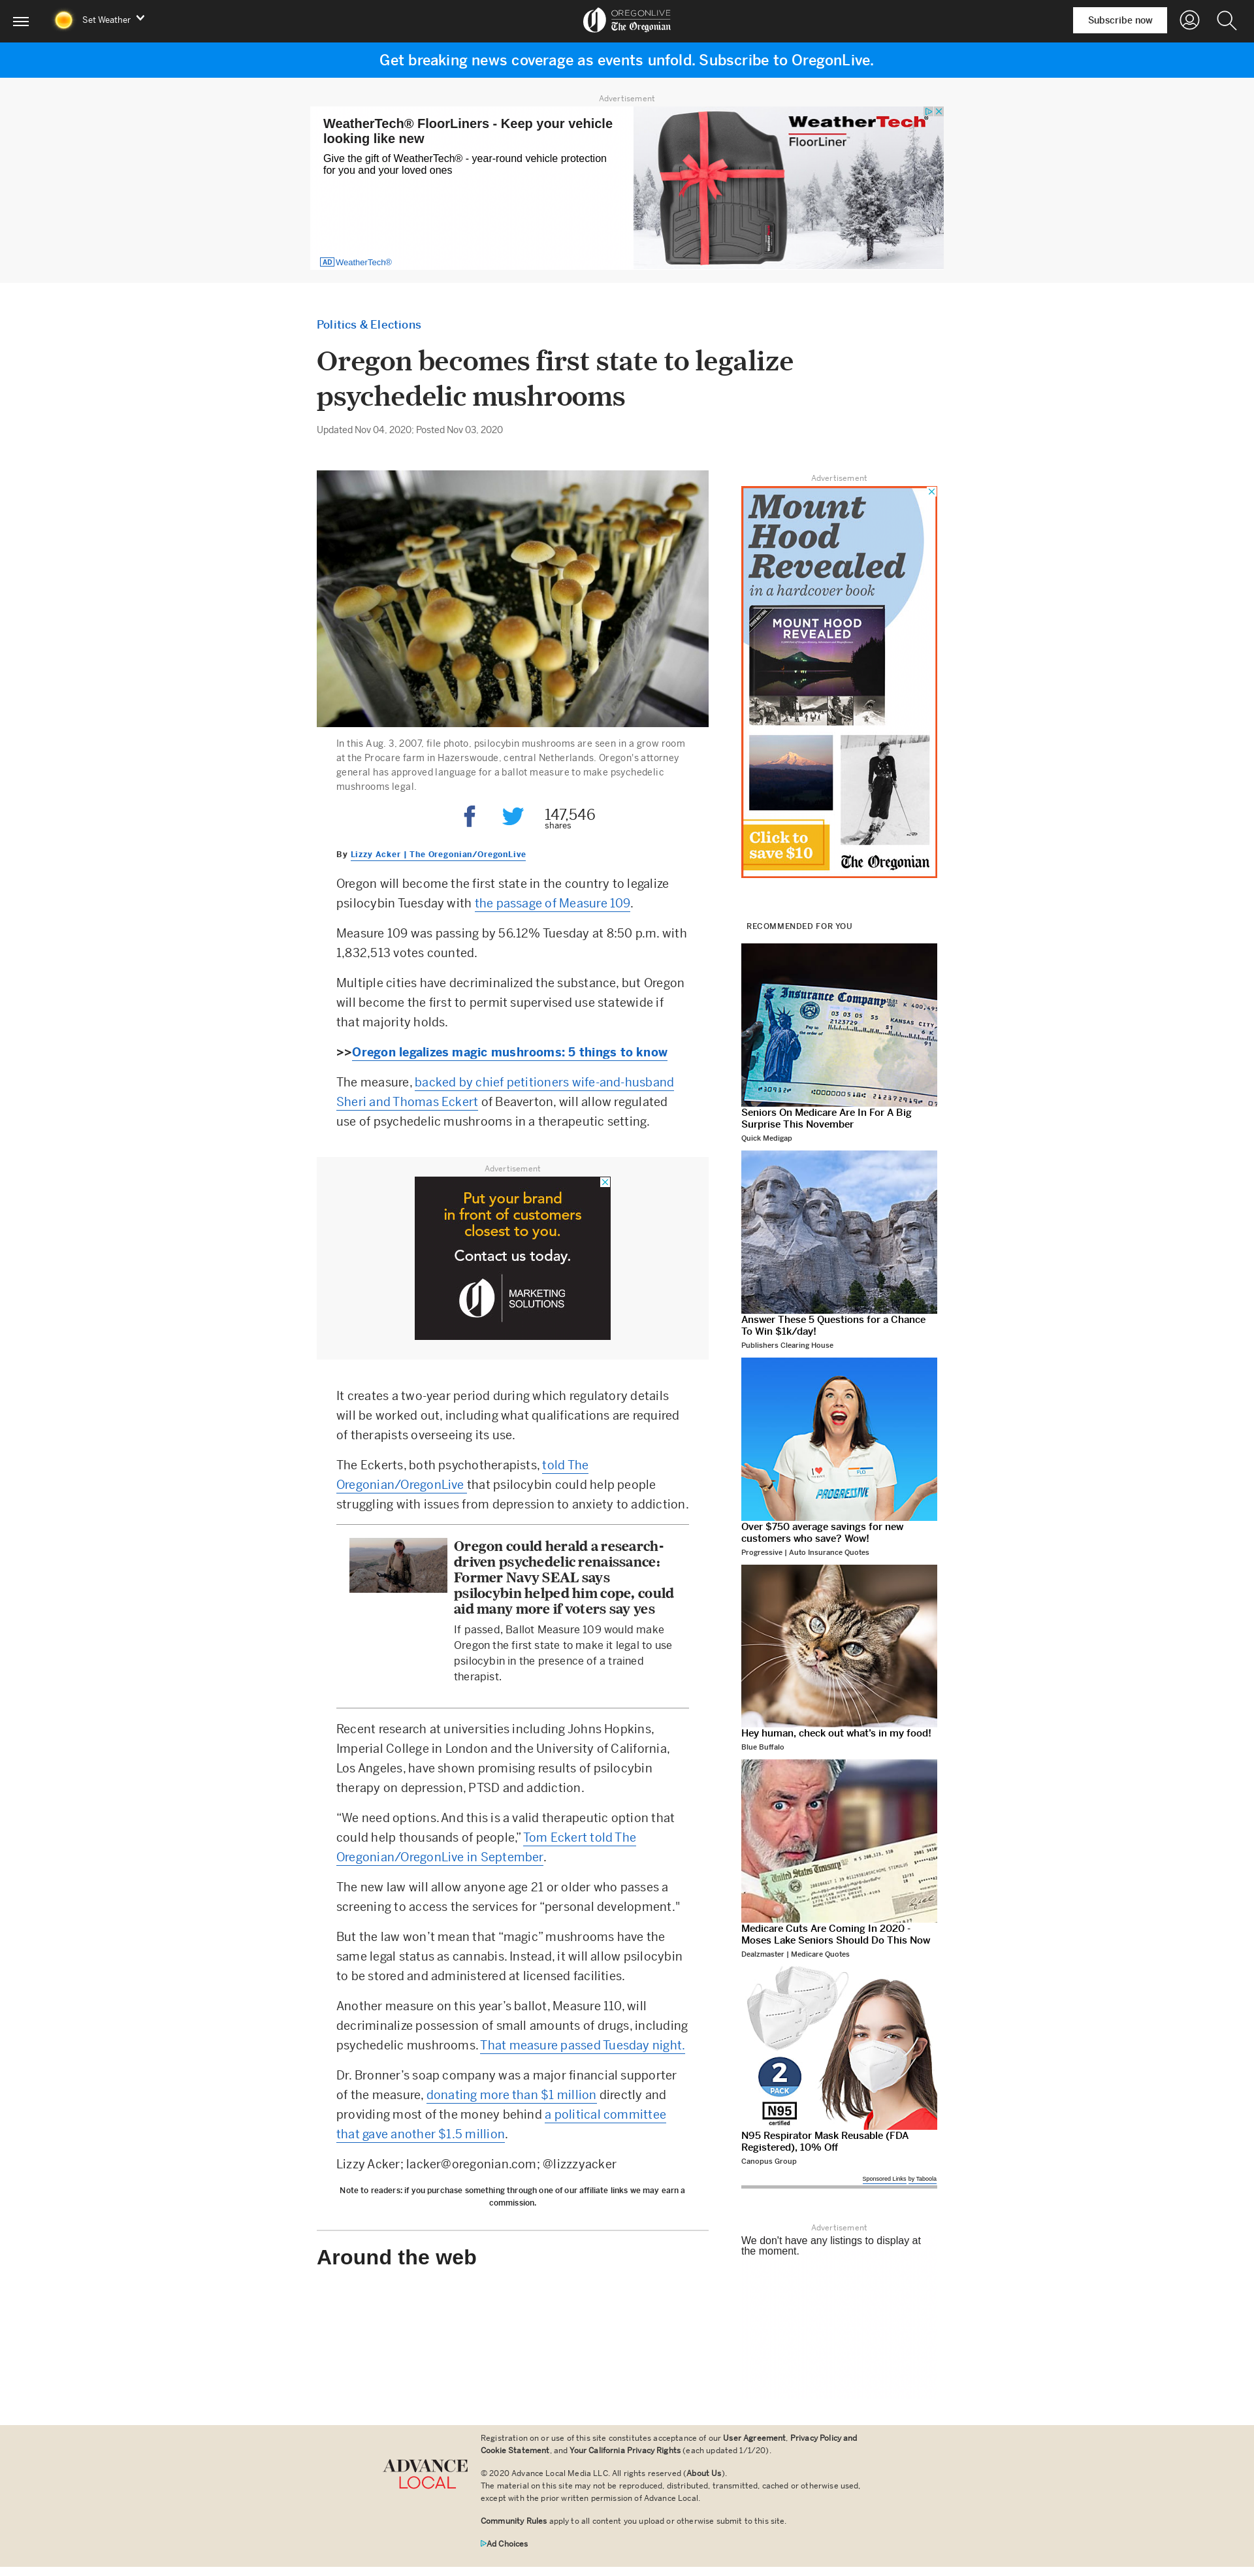 Set Weather
OREGONLIVE
The Oregonian
Subscribe now
Get breaking news coverage as events unfold. Subscribe to OregonLive.
Advertisement
WeatherTech® FloorLiners - Keep your vehicle
looking like new
Give the gift of WeatherTech® - year-round vehicle protection
for you and your loved ones
AD WeatherTech®
WeatherTech
FloorLiner™
Politics & Elections
Oregon becomes first state to legalize
psychedelic mushrooms
Updated Nov 04, 2020; Posted Nov 03, 2020
In this Aug. 3, 2007, file photo. psilocybin mushrooms are seen in a grow room
at the Procare farm in Hazerswoude, central Netherlands. Oregon's attorney
general has approved language for a ballot measure to make psychedelic
mushrooms legal.
147,546
shares
By Lizzy Acker | The Oregonian/OregonLive
Oregon will become the first state in the country to legalize
psilocybin Tuesday with the passage of Measure 109.
Measure 109 was passing by 56.12% Tuesday at 8:50 p.m. with
1,832,513 votes counted.
Multiple cities have decriminalized the substance, but Oregon
will become the first to permit supervised use statewide if
that majority holds.
>>Oregon legalizes magic mushrooms: 5 things to know
The measure, backed by chief petitioners wife-and-husband
Sheri and Thomas Eckert of Beaverton, will allow regulated
use of psychedelic mushrooms in a therapeutic setting.
Advertisement
Put your brand
in front of customers
closest to you.
Contact us today.
MARKETING
SOLUTIONS
It creates a two-year period during which regulatory details
will be worked out, including what qualifications are required
of therapists overseeing its use.
The Eckerts, both psychotherapists, told The
Oregonian/OregonLive that psilocybin could help people
struggling with issues from depression to anxiety to addiction.
Oregon could herald a research-
driven psychedelic renaissance:
Former Navy SEAL says
psilocybin helped him cope, could
aid many more if voters say yes
If passed, Ballot Measure 109 would make
Oregon the first state to make it legal to use
psilocybin in the presence of a trained
therapist.
Recent research at universities including Johns Hopkins,
Imperial College in London and the University of California,
Los Angeles, have shown promising results of psilocybin
therapy on depression, PTSD and addiction.
“We need options. And this is a valid therapeutic option that
could help thousands of people,” Tom Eckert told The
Oregonian/OregonLive in September.
The new law will allow anyone age 21 or older who passes a
screening to access the services for “personal development."
But the law won’t mean that “magic” mushrooms have the
same legal status as cannabis. Instead, it will allow psilocybin
to be stored and administered at licensed facilities.
Another measure on this year’s ballot, Measure 110, will
decriminalize possession of small amounts of drugs, including
psychedelic mushrooms. That measure passed Tuesday night.
Dr. Bronner’s soap company was a major financial supporter
of the measure, donating more than $1 million directly and
providing most of the money behind a political committee
that gave another $1.5 million.
Lizzy Acker; lacker@oregonian.com; @lizzzyacker
Note to readers: if you purchase something through one of our affiliate links we may earn a
commission.
Around the web
Advertisement
Mount
Hood
Revealed
in a hardcover book
MOUNT HOOD
REVEALED
Click to
save $10
The Oregonian
RECOMMENDED FOR YOU
Insurance Company
03 03 05 55
KANSAS CITY,
2123729
Seniors On Medicare Are In For A Big
Surprise This November
Quick Medigap
Answer These 5 Questions for a Chance
To Win $1k/day!
Publishers Clearing House
PROGRESSIVE
FLO
Over $750 average savings for new
customers who save? Wow!
Progressive | Auto Insurance Quotes
Hey human, check out what’s in my food!
Blue Buffalo
United States Treasury
Medicare Cuts Are Coming In 2020 -
Moses Lake Seniors Should Do This Now
Dealzmaster | Medicare Quotes
2
PACK
N95
certified
N95 Respirator Mask Reusable (FDA
Registered), 10% Off
Canopus Group
Sponsored Links by Taboola
Advertisement
We don't have any listings to display at
the moment.
ADVANCE
LOCAL
Registration on or use of this site constitutes acceptance of our User Agreement, Privacy Policy and
Cookie Statement, and Your California Privacy Rights (each updated 1/1/20).
© 2020 Advance Local Media LLC. All rights reserved (About Us).
The material on this site may not be reproduced, distributed, transmitted, cached or otherwise used,
except with the prior written permission of Advance Local.
Community Rules apply to all content you upload or otherwise submit to this site.
Ad Choices